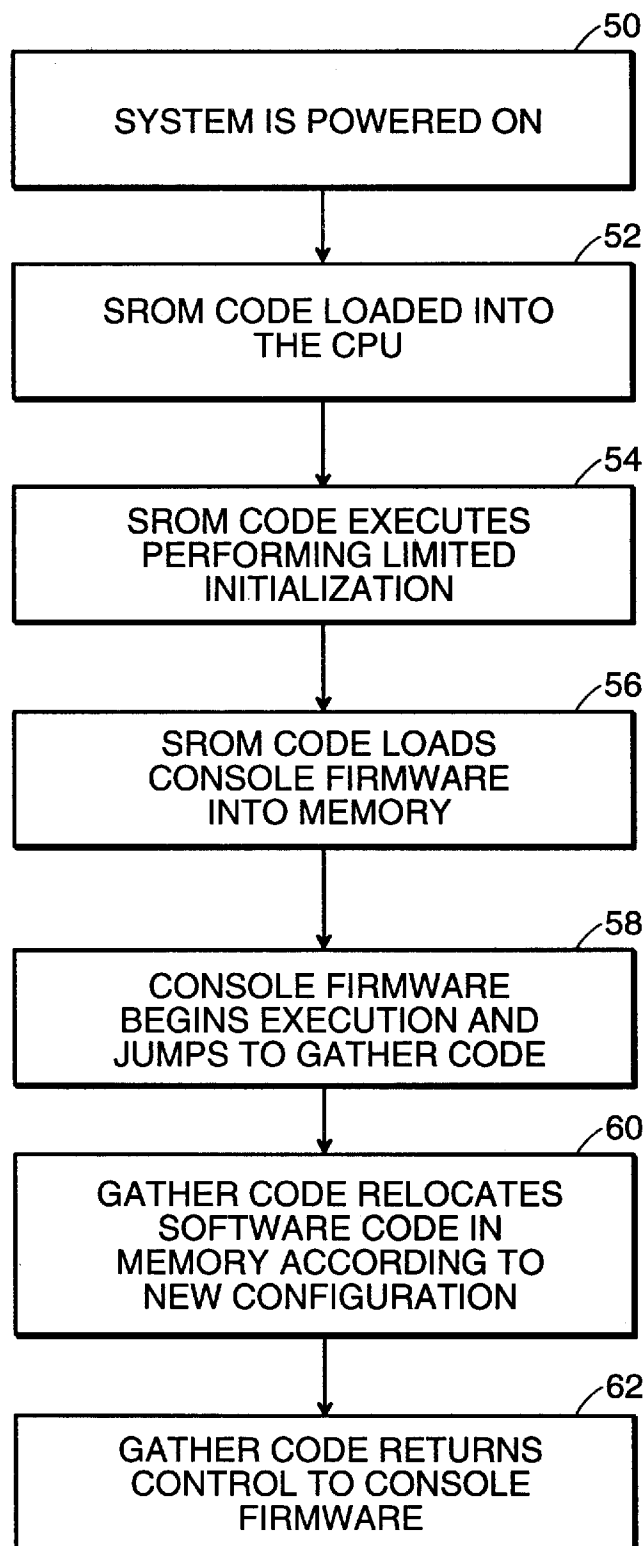 50
SYSTEM IS POWERED ON
52
SROM CODE LOADED INTO
THE CPU
54
SROM CODE EXECUTES
PERFORMING LIMITED
INITIALIZATION
56
SROM CODE LOADS
CONSOLE FIRMWARE
INTO MEMORY
58
CONSOLE FIRMWARE
BEGINS EXECUTION AND
JUMPS TO GATHER CODE
60
GATHER CODE RELOCATES
SOFTWARE CODE IN
MEMORY ACCORDING TO
NEW CONFIGURATION
62
GATHER CODE RETURNS
CONTROL TO CONSOLE
FIRMWARE